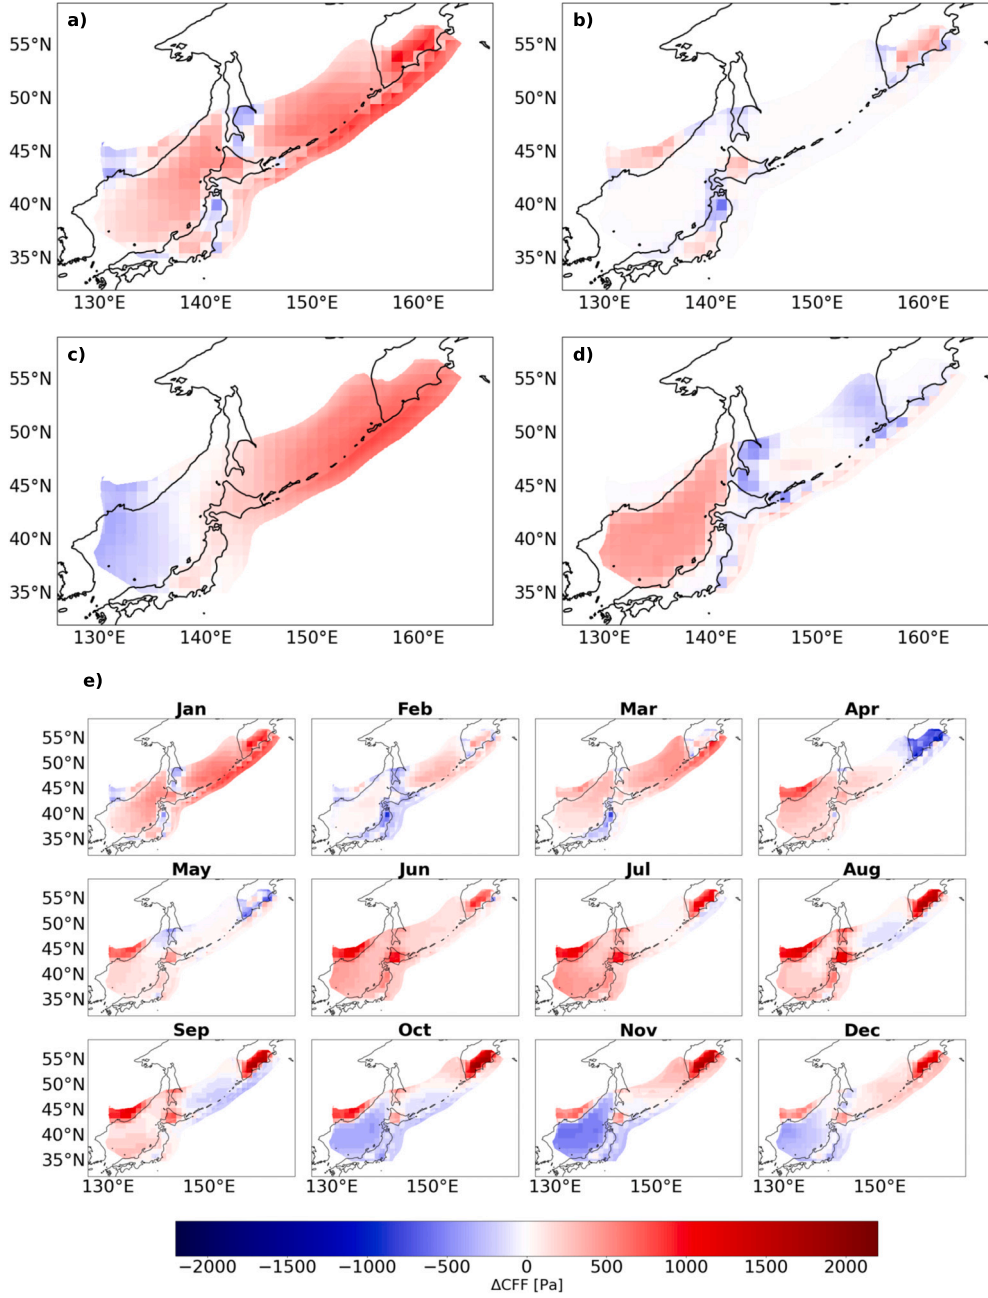 a) b)
55°N 55°N
50°N 50°N
45°N 45°N
40°N 40°N
35°N 35°N
130°E 140°E 150°E 160°E 130°E 140°E 150°E 160°E
c) d)
55°N 55°N
50°N 50°N
45°N 45°N
40°N 40°N
35°N 35°N
130°E 140°E 150°E 160°E 130°E 140°E 150°E 160°E
e)
Jan Feb Mar Apr
55°N
50°N
45°N
40°N
35°N
May Jun Jul Aug
55°N
50°N
45°N
40°N
35°N
Sep Oct Nov Dec
55°N
50°N
45°N
40°N
35°N
130°E 150°E 130°E 150°E 130°E 150°E 130°E 150°E
−2000 −1500 −1000 −500 0 500 1000 1500 2000
ΔCFF [Pa]